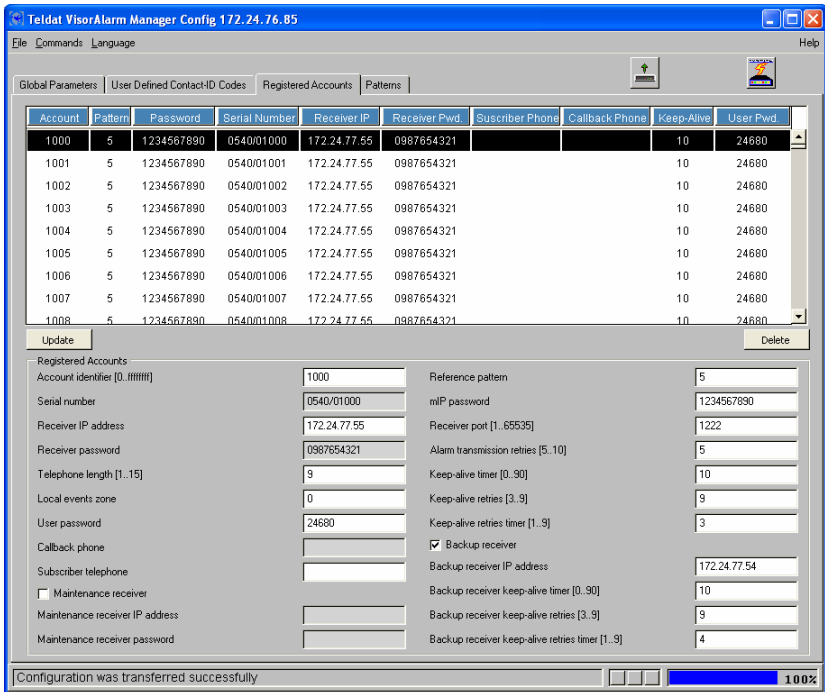 Teldat VisorAlarm Manager Config 172.24.76.85
File Commands Language Help
Global Parameters User Defined Contact-ID Codes Registered Accounts Patterns
Account Pattern Password Serial Number Receiver IP Receiver Pwd. Suscriber Phone Callback Phone Keep-Alive User Pwd.
1000 5 1234567890 0540/01000 172.24.77.55 0987654321 10 24680
1001 5 1234567890 0540/01001 172.24.77.55 0987654321 10 24680
1002 5 1234567890 0540/01002 172.24.77.55 0987654321 10 24680
1003 5 1234567890 0540/01003 172.24.77.55 0987654321 10 24680
1004 5 1234567890 0540/01004 172.24.77.55 0987654321 10 24680
1005 5 1234567890 0540/01005 172.24.77.55 0987654321 10 24680
1006 5 1234567890 0540/01006 172.24.77.55 0987654321 10 24680
1007 5 1234567890 0540/01007 172.24.77.55 0987654321 10 24680
1008 5 1234567890 0540/01008 172.24.77.55 0987654321 10 24680
Update Delete
Registered Accounts
Account identifier [0..ffffffff] 1000 Reference pattern 5
Serial number 0540/01000 mIP password 1234567890
Receiver IP address 172.24.77.55 Receiver port [1..65535] 1222
Receiver password 0987654321 Alarm transmission retries [5..10] 5
Telephone length [1..15] 9 Keep-alive timer [0..90] 10
Local events zone 0 Keep-alive retries [3..9] 9
User password 24680 Keep-alive retries timer [1..9] 3
Callback phone Backup receiver
Subscriber telephone Backup receiver IP address 172.24.77.54
Maintenance receiver Backup receiver keep-alive timer [0..90] 10
Maintenance receiver IP address Backup receiver keep-alive retries [3..9] 9
Maintenance receiver password Backup receiver keep-alive retries timer [1..9] 4
Configuration was transferred successfully 100%